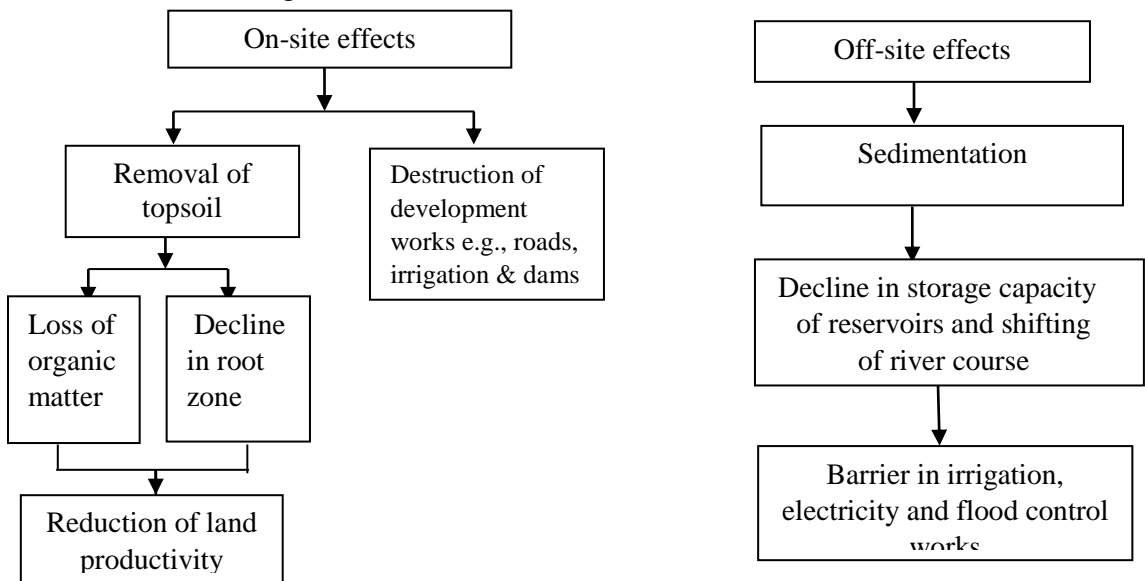 On-site effects
Removal of
topsoil
Destruction of
development
works e.g., roads,
irrigation & dams
Loss of
organic
matter
Decline
in root
zone
Reduction of land
productivity
Off-site effects
Sedimentation
Decline in storage capacity
of reservoirs and shifting
of river course
Barrier in irrigation,
electricity and flood control
works